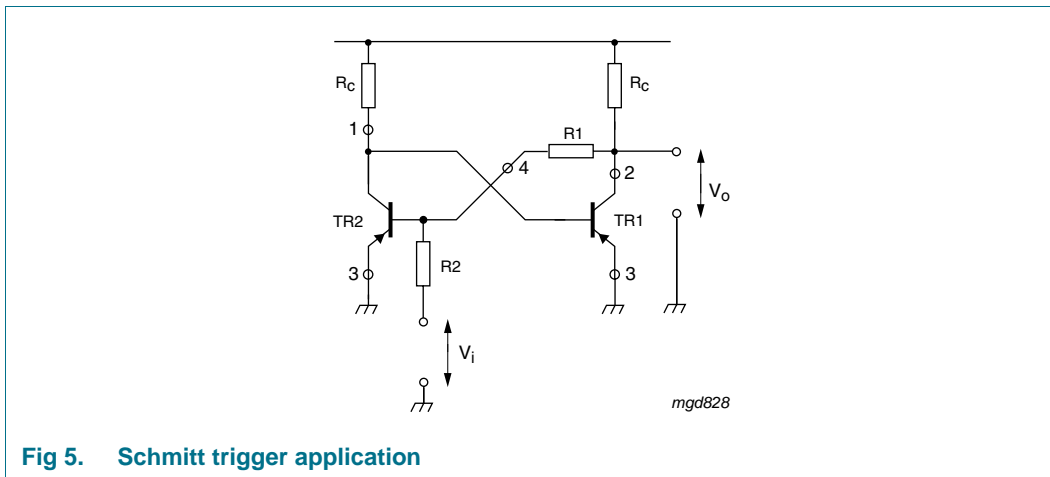 R_c R_c
1 R1
4 2
V_o
TR2 TR1
3 R2 3
V_i
mgd828
Fig 5. Schmitt trigger application